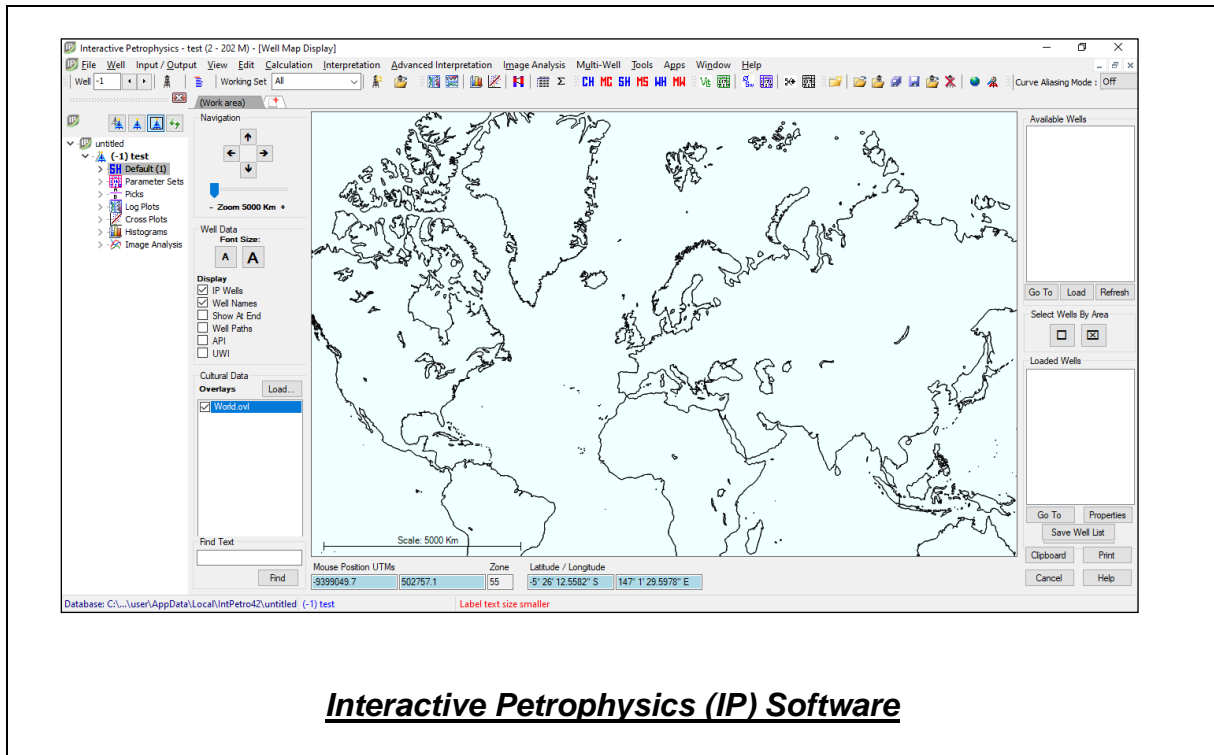 Interactive Petrophysics - test (2 - 202 M) - [Well Map Display]
File Well Input / Output View Edit Calculation Interpretation Advanced Interpretation Image Analysis Multi-Well Tools Apps Window Help
Well -1 Working Set All CH MC SH MS WH MW Curve Aliasing Mode : Off
(Work area)
untitled
(-1) test
SH Default (1)
Parameter Sets
Picks
Log Plots
Cross Plots
Histograms
Image Analysis
Navigation
- Zoom 5000 Km +
Well Data
Font Size:
A A
Display
IP Wells
Well Names
Show At End
Well Paths
API
UWI
Cultural Data
Overlays Load...
World.ovl
Find Text
Find
Scale: 5000 Km
Mouse Position UTMs Zone Latitude / Longitude
-9399049.7 502757.1 55 -5° 26' 12.5582" S 147° 1' 29.5978" E
Available Wells
Go To Load Refresh
Select Wells By Area
Loaded Wells
Go To Properties
Save Well List
Clipboard Print
Cancel Help
Database: C:\...\user\AppData\Local\IntPetro42\untitled (-1) test Label text size smaller
Interactive Petrophysics (IP) Software